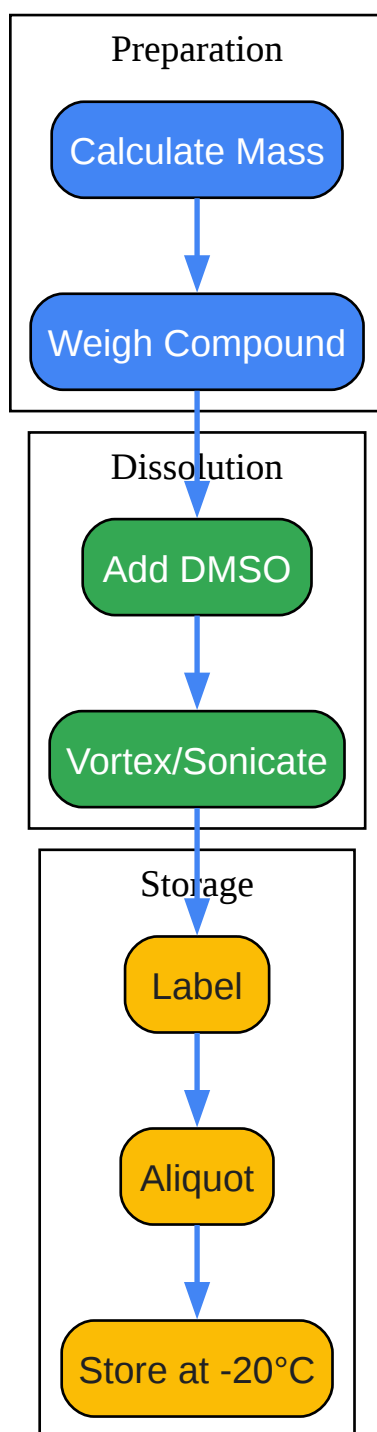 Preparation
Calculate Mass
Weigh Compound
Dissolution
Add DMSO
Vortex/Sonicate
Storage
Label
Aliquot
Store at -20°C